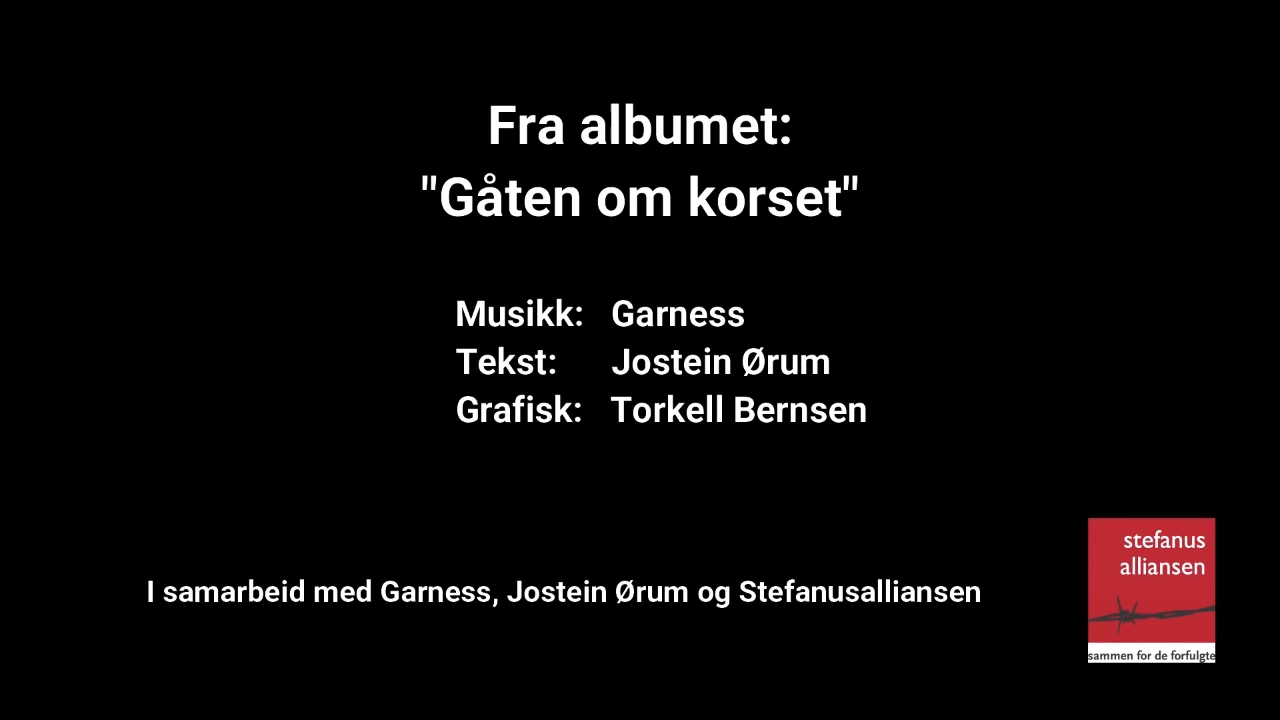 Fra albumet:
"Gåten om korset"
Musikk: Garness
Tekst: Jostein Ørum
Grafisk: Torkell Bernsen
I samarbeid med Garness, Jostein Ørum og Stefanusalliansen
stefanus
alliansen
sammen for de forfulgte